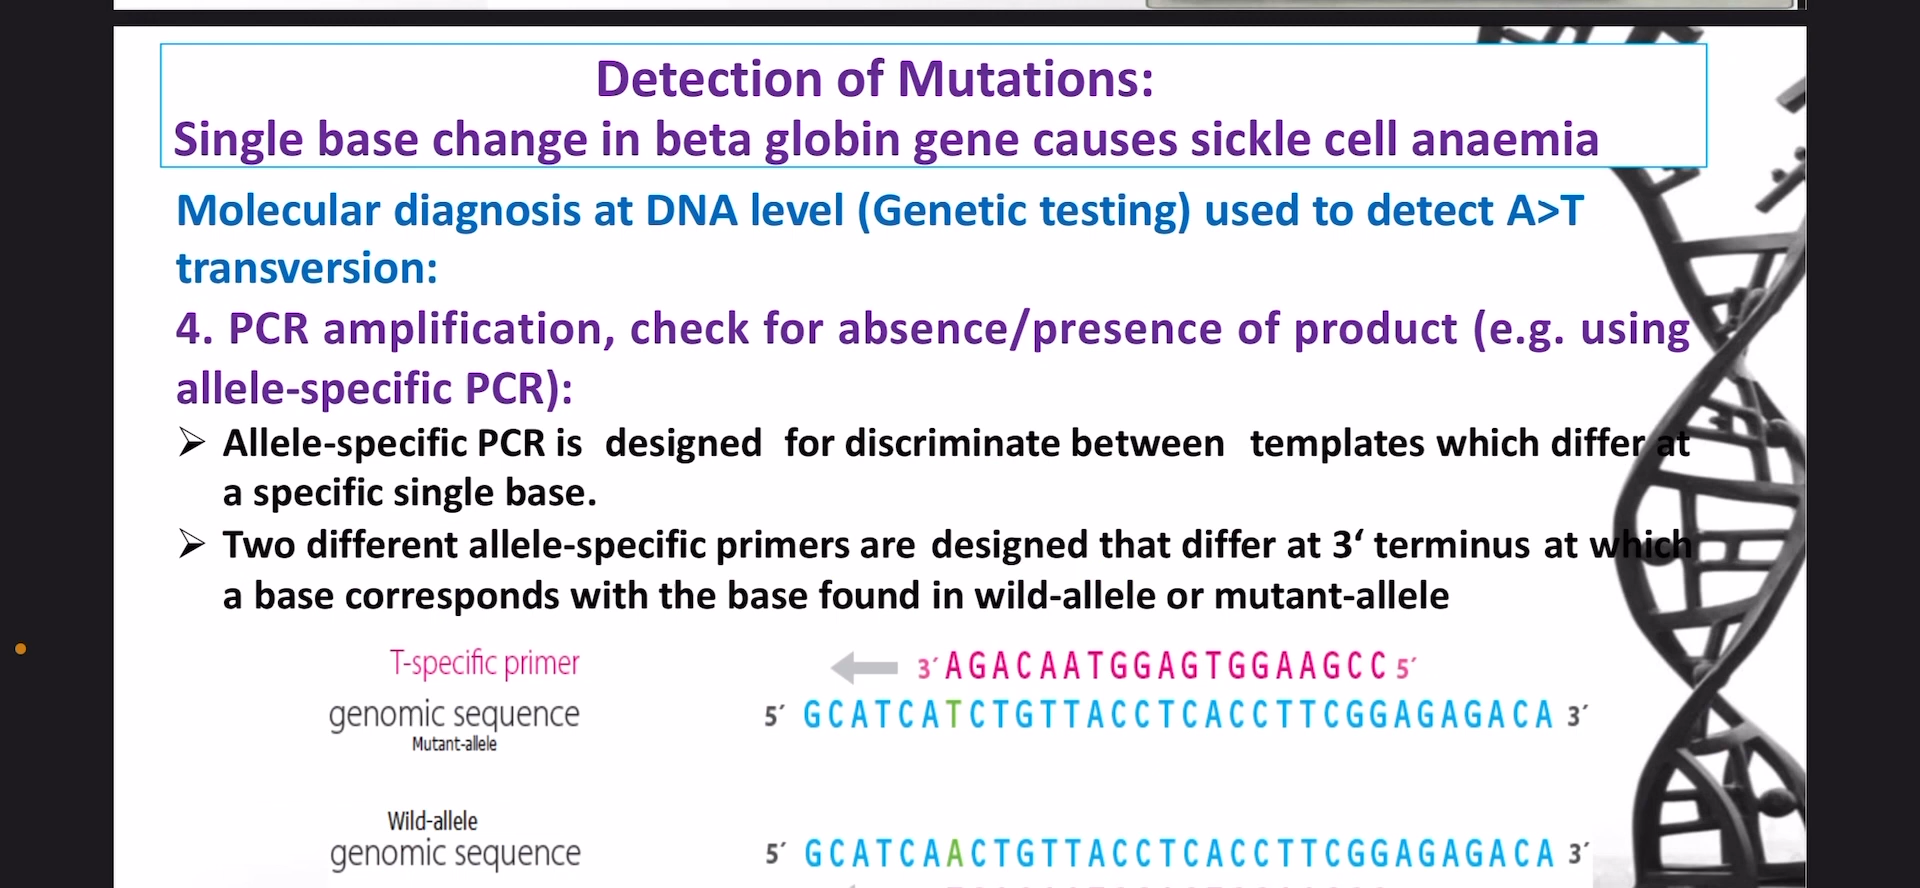 Detection of Mutations:
Single base change in beta globin gene causes sickle cell anaemia
Molecular diagnosis at DNA level (Genetic testing) used to detect A>T
transversion:
4. PCR amplification, check for absence/presence of product (e.g. using
allele-specific PCR):
➢ Allele-specific PCR is designed for discriminate between templates which differ at
a specific single base.
➢ Two different allele-specific primers are designed that differ at 3‘ terminus at which
a base corresponds with the base found in wild-allele or mutant-allele
T-specific primer 3´ AGACAATGGAGTGGAAGCC 5´
genomic sequence 5´ GCATCATCTGTTACCTCACCTTCGGAGAGACA 3´
Mutant-allele
Wild-allele
genomic sequence 5´ GCATCAACTGTTACCTCACCTTCGGAGAGACA 3´